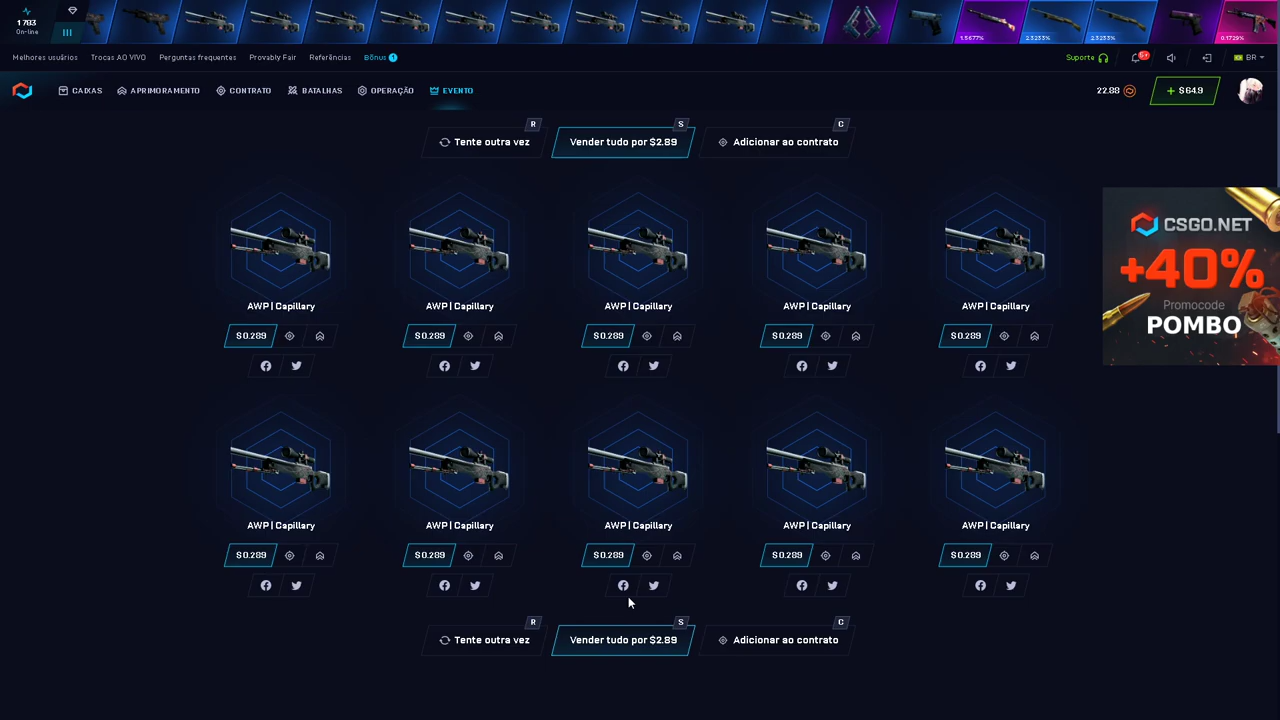 1 783
On-line
1.5677%
2.3233%
2.3233%
0.1729%
Melhores usuários
Trocas AO VIVO
Perguntas frequentes
Provably Fair
Referências
Bônus
Suporte
BR
CAIXAS
APRIMORAMENTO
CONTRATO
BATALHAS
OPERAÇÃO
EVENTO
22.88
+ $64.9
R
S
C
Tente outra vez
Vender tudo por $2.89
Adicionar ao contrato
CSGO.NET
+40%
Promocode
POMBO
AWP | Capillary
AWP | Capillary
AWP | Capillary
AWP | Capillary
AWP | Capillary
$0.289
$0.289
$0.289
$0.289
$0.289
AWP | Capillary
AWP | Capillary
AWP | Capillary
AWP | Capillary
AWP | Capillary
$0.289
$0.289
$0.289
$0.289
$0.289
R
S
C
Tente outra vez
Vender tudo por $2.89
Adicionar ao contrato